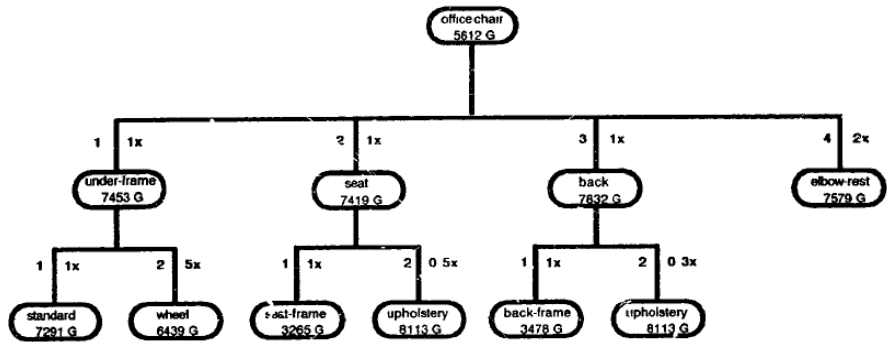 office chair
5612 G
1 1x 2 1x 3 1x 4 2x
under-frame seat back elbow-rest
7453 G 7419 G 7832 G 7579 G
1 1x 2 5x 1 1x 2 0 5x 1 1x 2 0 3x
standard wheel seat-frame upholstery back-frame upholstery
7291 G 6439 G 3265 G 8113 G 3478 G 8113 G